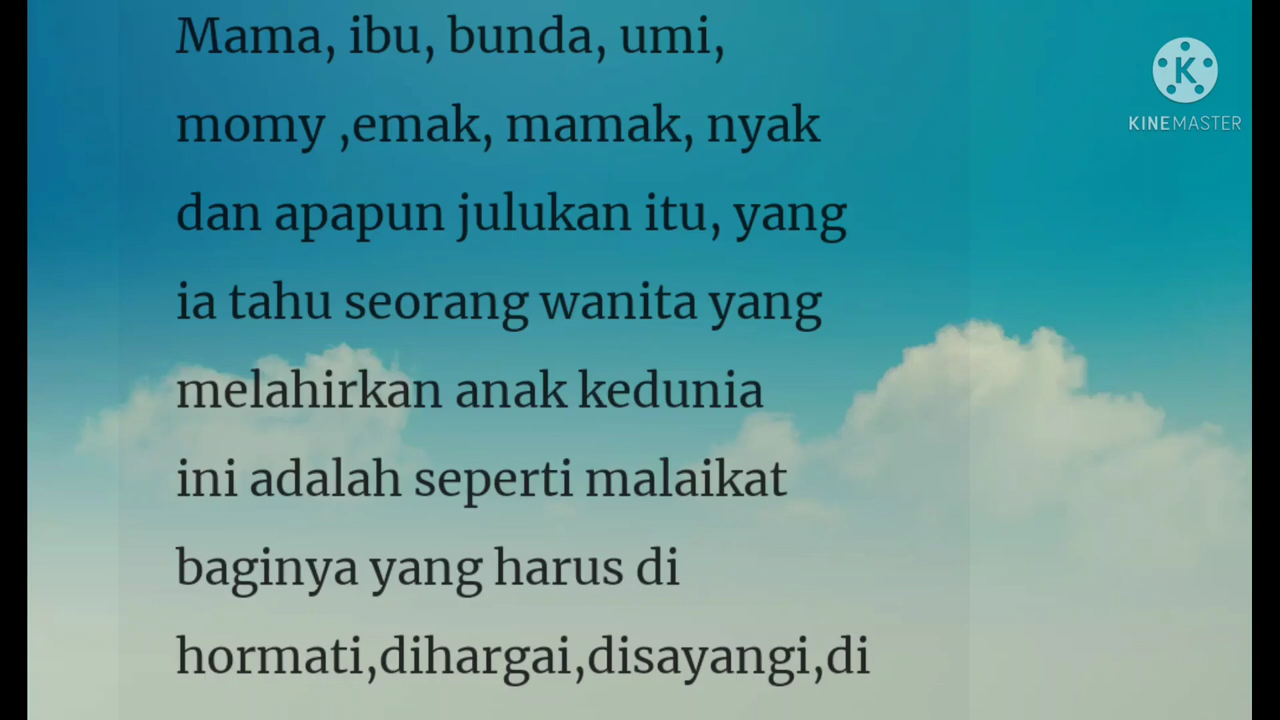 Mama, ibu, bunda, umi,
momy ,emak, mamak, nyak
dan apapun julukan itu, yang
ia tahu seorang wanita yang
melahirkan anak kedunia
ini adalah seperti malaikat
baginya yang harus di
hormati,dihargai,disayangi,di
K
KINEMASTER